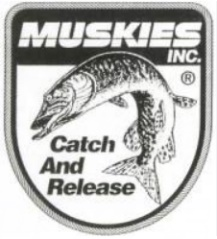 MUSKIES
INC.
®
Catch
And
Release